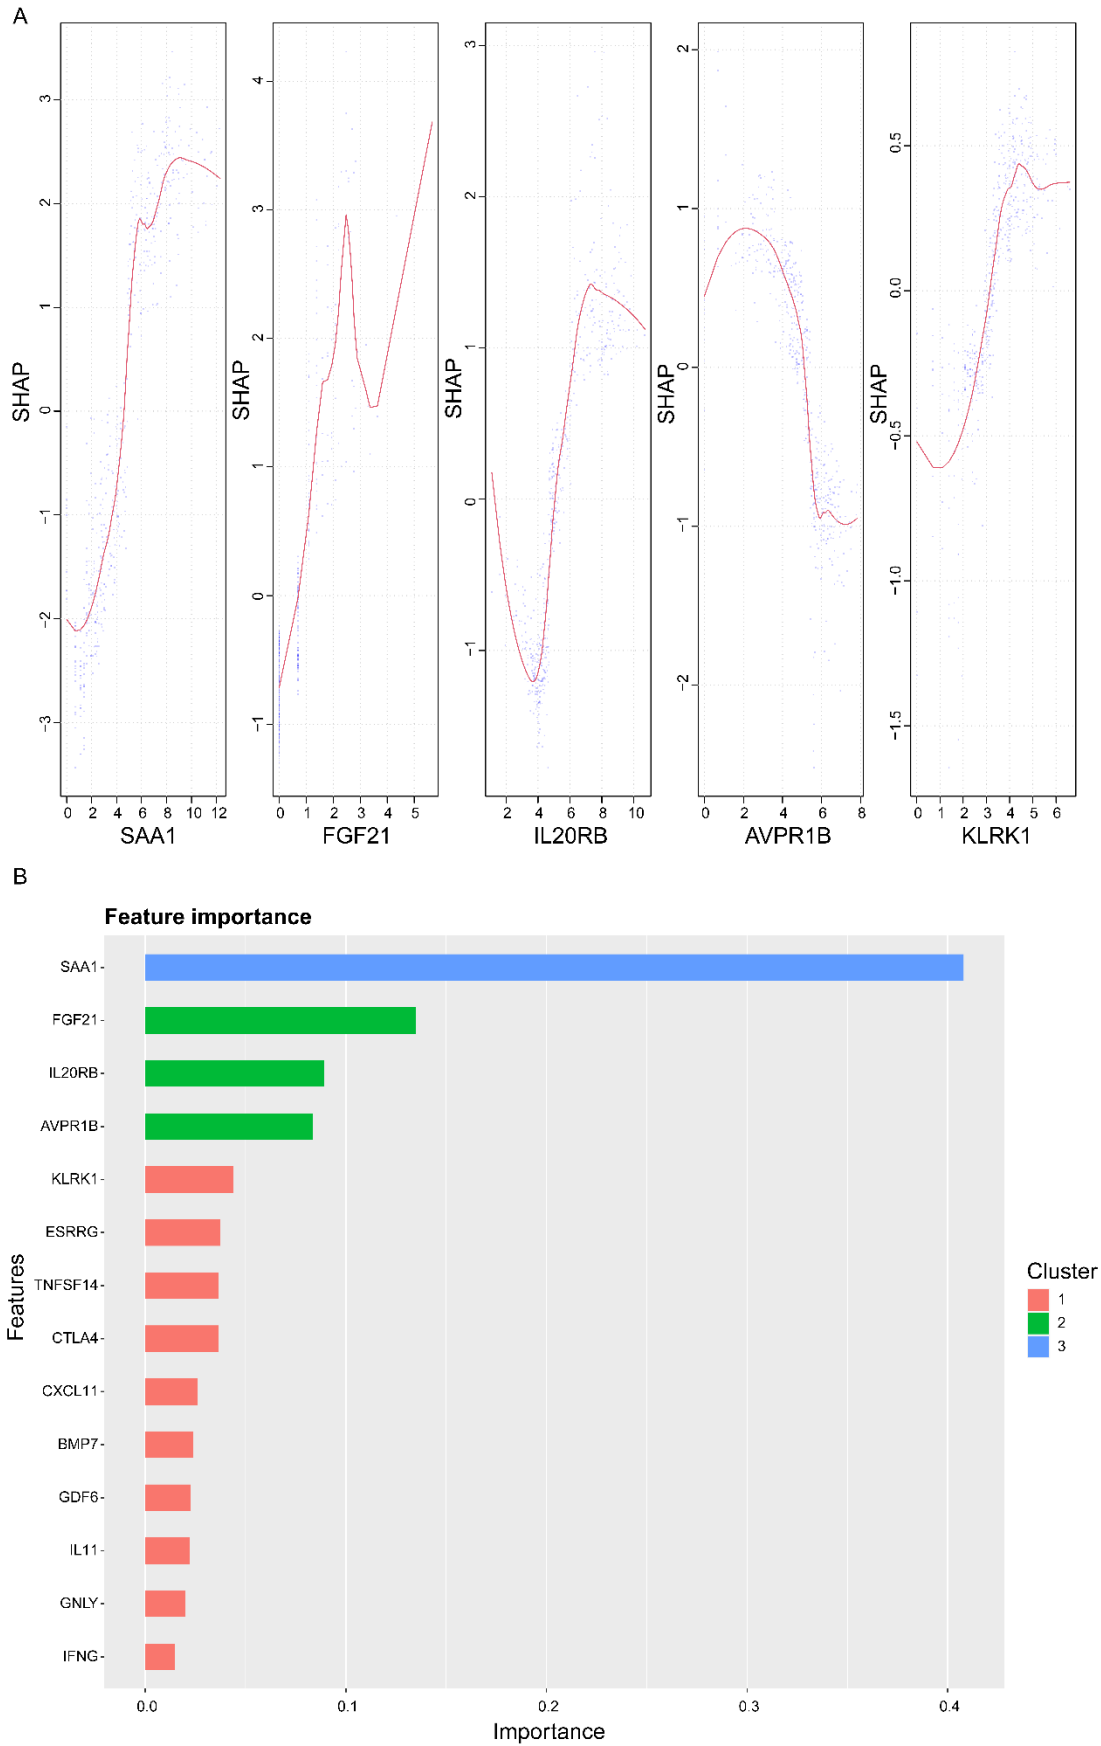 A
SHAP
3
2
1
0
−1
−2
−3
0 2 4 6 8 10 12
SAA1
SHAP
4
3
2
1
0
−1
0 1 2 3 4 5
FGF21
SHAP
3
2
1
0
−1
2 4 6 8 10
IL20RB
SHAP
2
1
0
−1
−2
0 2 4 6 8
AVPR1B
SHAP
0.5
0.0
−0.5
−1.0
−1.5
0 1 2 3 4 5 6
KLRK1
B
Feature importance
Features
SAA1
FGF21
IL20RB
AVPR1B
KLRK1
ESRRG
TNFSF14
CTLA4
CXCL11
BMP7
GDF6
IL11
GNLY
IFNG
0.0 0.1 0.2 0.3 0.4
Importance
Cluster
1
2
3